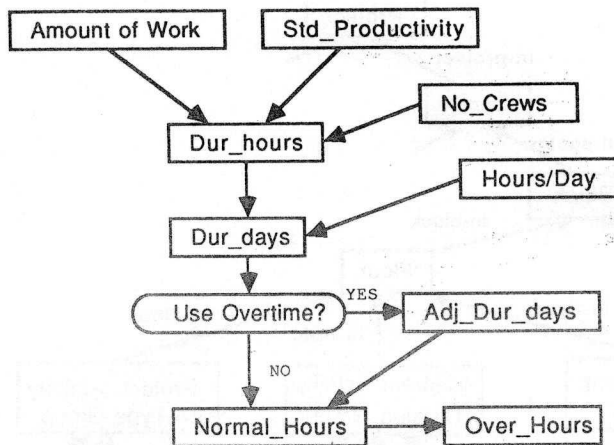 Amount of Work
Std_Productivity
No_Crews
Dur_hours
Hours/Day
Dur_days
Use Overtime?
YES
Adj_Dur_days
NO
Normal_Hours
Over_Hours